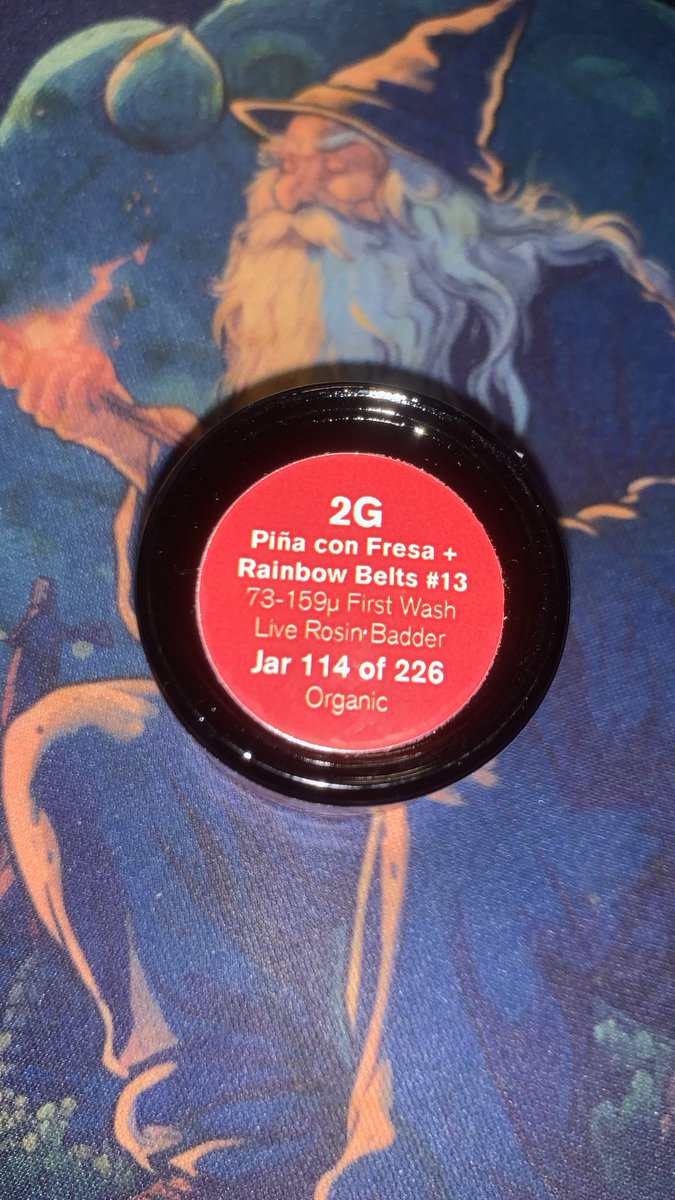 2G
Piña con Fresa +
Rainbow Belts #13
73-159µ First Wash
Live Rosin Badder
Jar 114 of 226
Organic